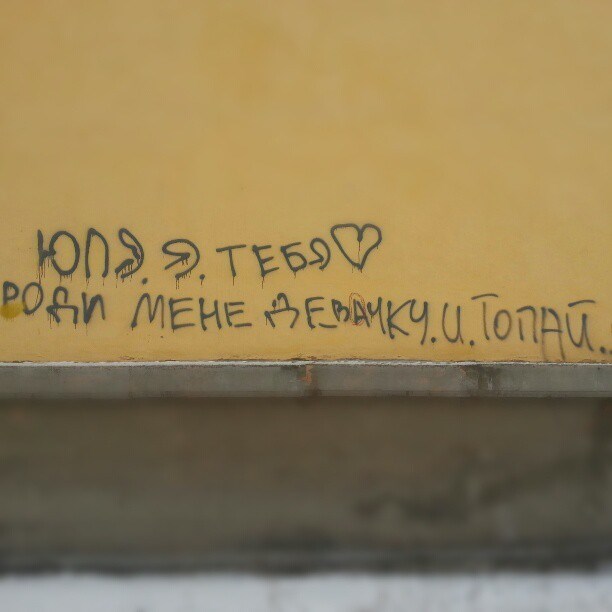 ЮЛЯ. Я. ТЕБЯ♡
РОДИ МЕНЕ ДЕВАЧКУ. И. ТОПАЙ..